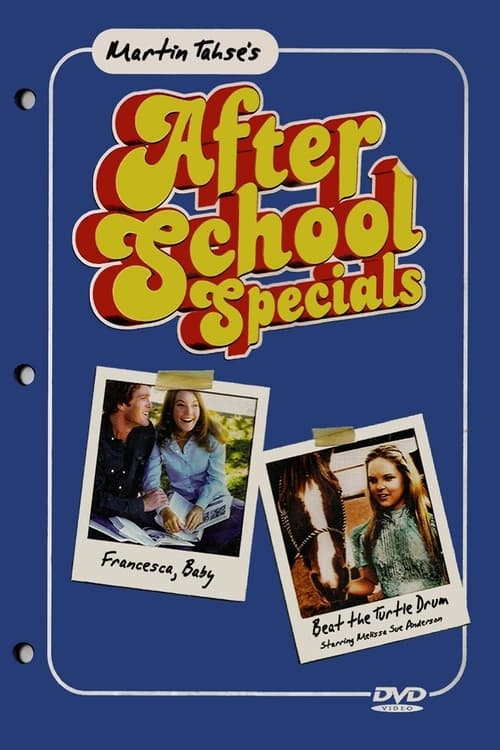 Martin Tahse's
After
School
Specials
Francesca, Baby
Beat the Turtle Drum
Starring Melissa Sue Anderson
DVD
VIDEO